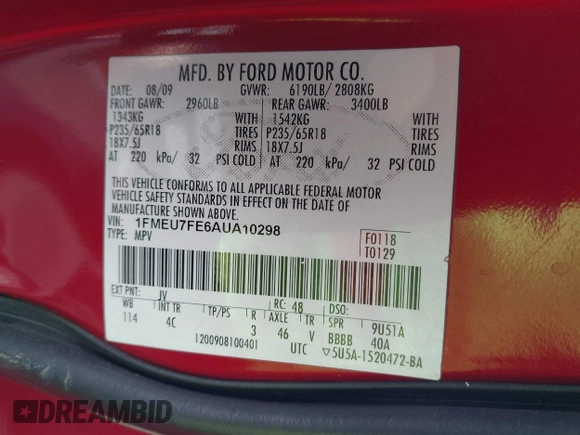 MFD. BY FORD MOTOR CO.
DATE: 08/09 GVWR: 6190LB/ 2808KG
FRONT GAWR: 2960LB REAR GAWR: 3400LB
1343KG 1542KG
P235/65R18 TIRES P235/65R18 TIRES
18X7.5J RIMS 18X7.5J RIMS
AT 220 kPa/ 32 PSI COLD AT 220 kPa/ 32 PSI COLD
THIS VEHICLE CONFORMS TO ALL APPLICABLE FEDERAL MOTOR
VEHICLE SAFETY STANDARDS IN EFFECT ON THE DATE OF
MANUFACTURE SHOWN ABOVE.
VIN: 1FMEU7FE6AUA10298
TYPE: MPV
F0118
T0129
EXT PNT: JV RC: 48 DSO:
WB INT TR TP/PS R AXLE TR SPR 9U51A
114 4C 3 46 V BBBB 40A
1200908100401 UTC ▽5U5A-1520472-BA
DREAMBID